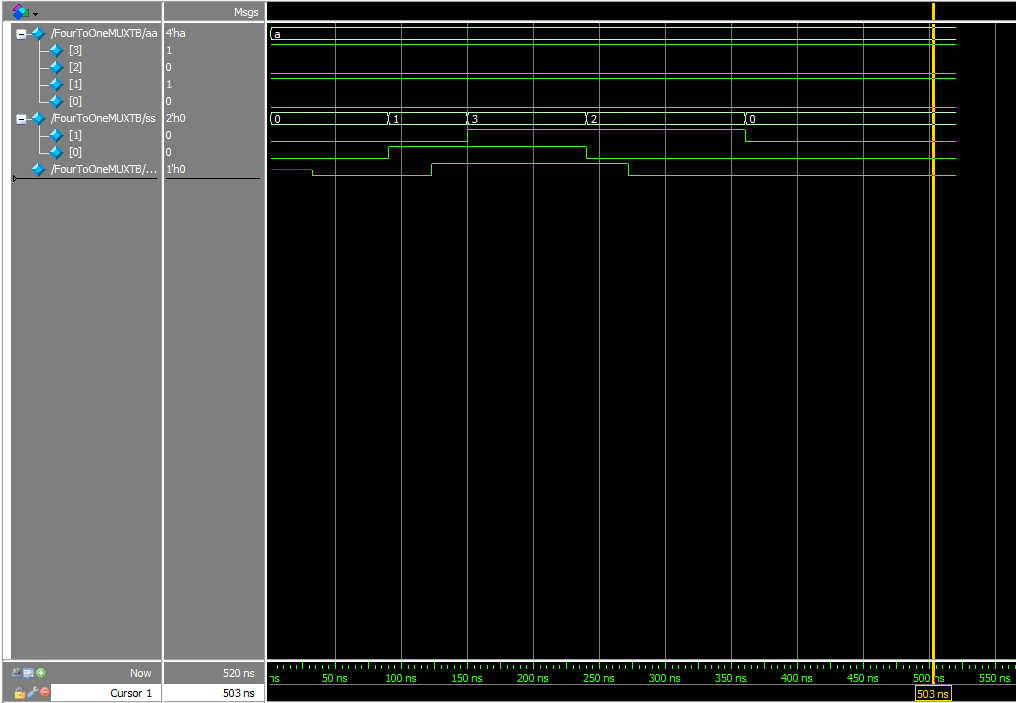 Msgs
/FourToOneMUXTB/aa 4'ha a
[3] 1
[2] 0
[1] 1
[0] 0
/FourToOneMUXTB/ss 2'h0 0 1 3 2 0
[1] 0
[0] 0
/FourToOneMUXTB/... 1'h0
Now 520 ns ns 50 ns 100 ns 150 ns 200 ns 250 ns 300 ns 350 ns 400 ns 450 ns 500 ns 550 ns
Cursor 1 503 ns 503 ns